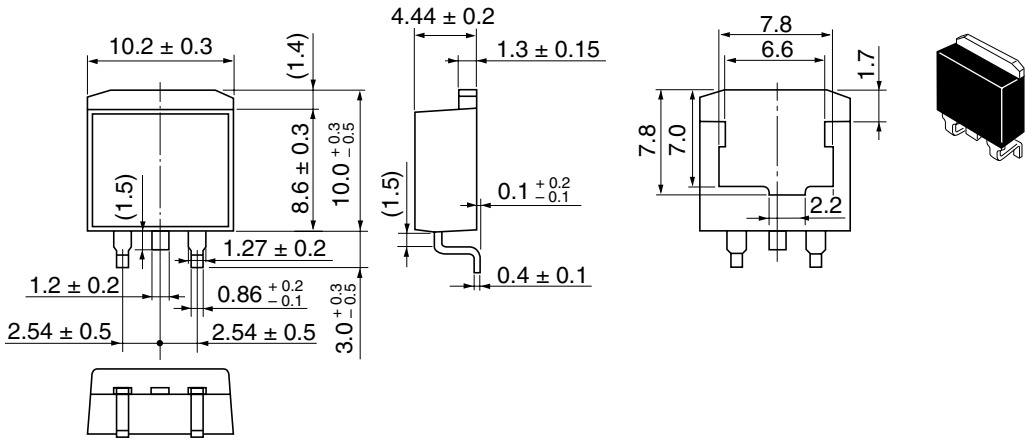 10.2 ± 0.3
(1.4)
8.6 ± 0.3
10.0 + 0.3 − 0.5
(1.5)
1.27 ± 0.2
1.2 ± 0.2
0.86 + 0.2 − 0.1
3.0 + 0.3 − 0.5
2.54 ± 0.5
2.54 ± 0.5
4.44 ± 0.2
1.3 ± 0.15
(1.5)
0.1 + 0.2 − 0.1
0.4 ± 0.1
7.8
6.6
1.7
7.8
7.0
2.2